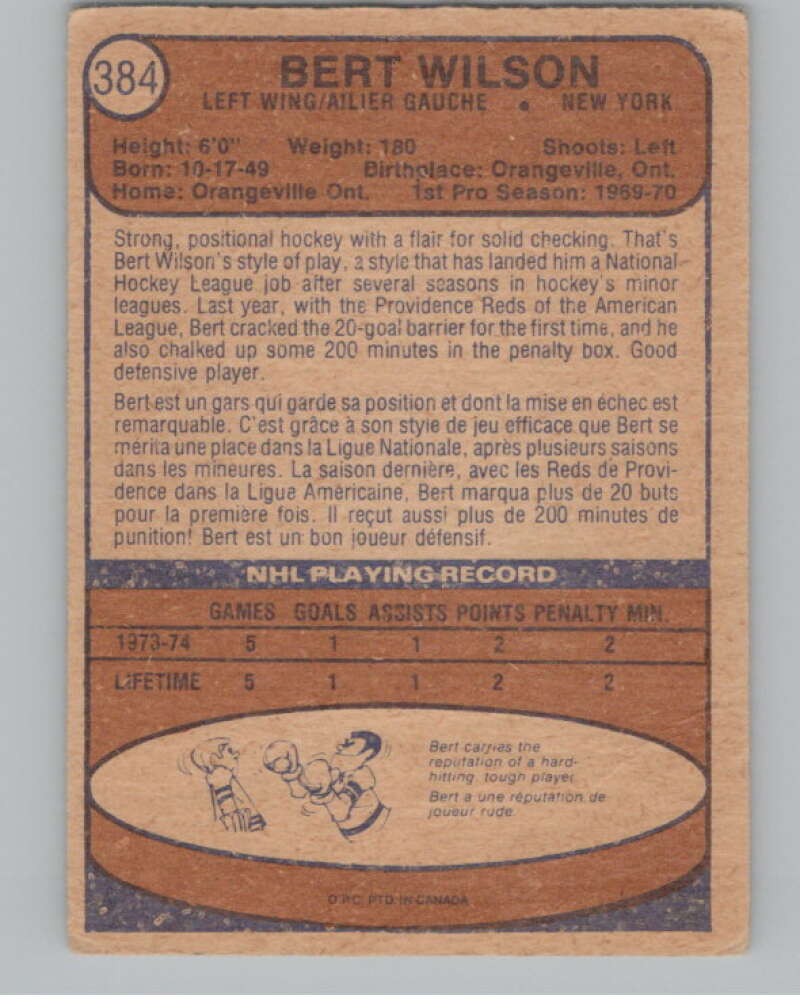 384
BERT WILSON
LEFT WING/AILIER GAUCHE • NEW YORK
Height: 6'0" Weight: 180 Shoots: Left
Born: 10-17-49 Birthplace: Orangeville, Ont.
Home: Orangeville Ont. 1st Pro Season: 1969-70
Strong, positional hockey with a flair for solid checking. That's
Bert Wilson's style of play, a style that has landed him a National
Hockey League job after several seasons in hockey's minor
leagues. Last year, with the Providence Reds of the American
League, Bert cracked the 20-goal barrier for the first time, and he
also chalked up some 200 minutes in the penalty box. Good
defensive player.
Bert est un gars qui garde sa position et dont la mise en échec est
remarquable. C'est grâce à son style de jeu efficace que Bert se
mérita une place dans la Ligue Nationale, après plusieurs saisons
dans les mineures. La saison dernière, avec les Reds de Provi-
dence dans la Ligue Américaine, Bert marqua plus de 20 buts
pour la première fois. Il reçut aussi plus de 200 minutes de
punition! Bert est un bon joueur défensif.
NHL PLAYING RECORD
GAMES GOALS ASSISTS POINTS PENALTY MIN.
1973-74 5 1 1 2 2
LIFETIME 5 1 1 2 2
Bert carries the
reputation of a hard-
hitting, tough player.
Bert a une réputation de
joueur rude.
O.P.C. PTD. IN CANADA